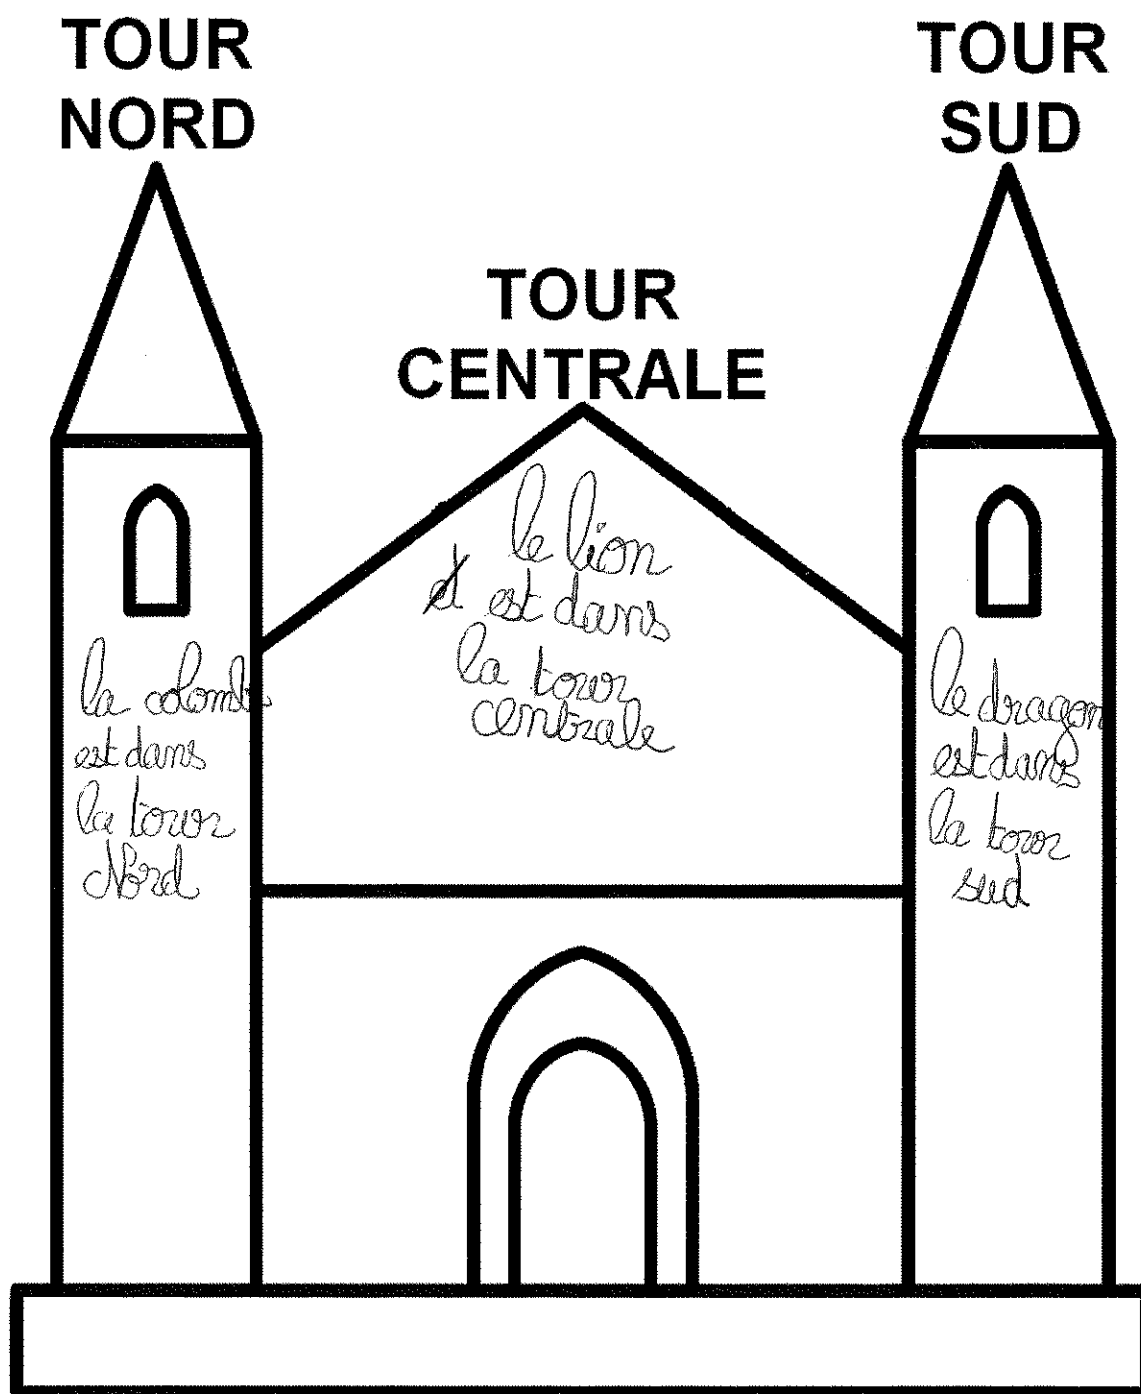 TOUR
NORD
TOUR
SUD
TOUR
CENTRALE
le lion
est dans
la tour
centrale
la colombe
est dans
la tour
Nord
le dragon
est dans
la tour
sud